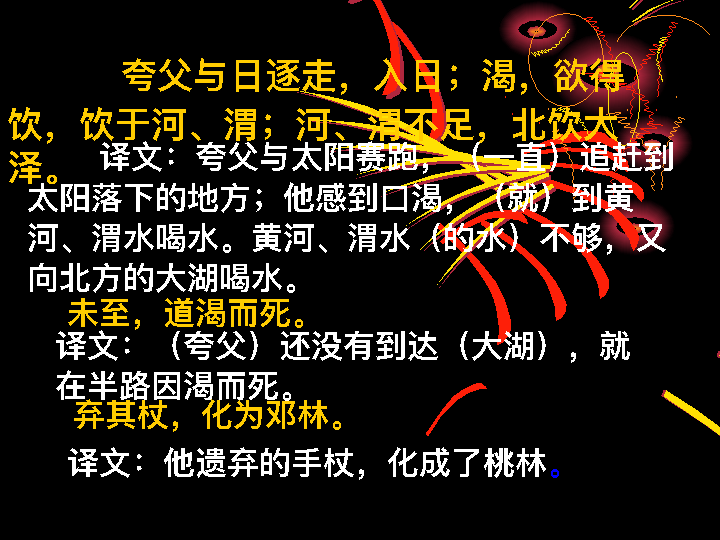 夸父与日逐走，入日；渴，欲得
饮，饮于河、渭；河、渭不足，北饮大
泽。
译文：夸父与太阳赛跑，（一直）追赶到
太阳落下的地方；他感到口渴，（就）到黄
河、渭水喝水。黄河、渭水（的水）不够，又
向北方的大湖喝水。
未至，道渴而死。
译文：（夸父）还没有到达（大湖），就
在半路因渴而死。
弃其杖，化为邓林。
译文：他遗弃的手杖，化成了桃林。